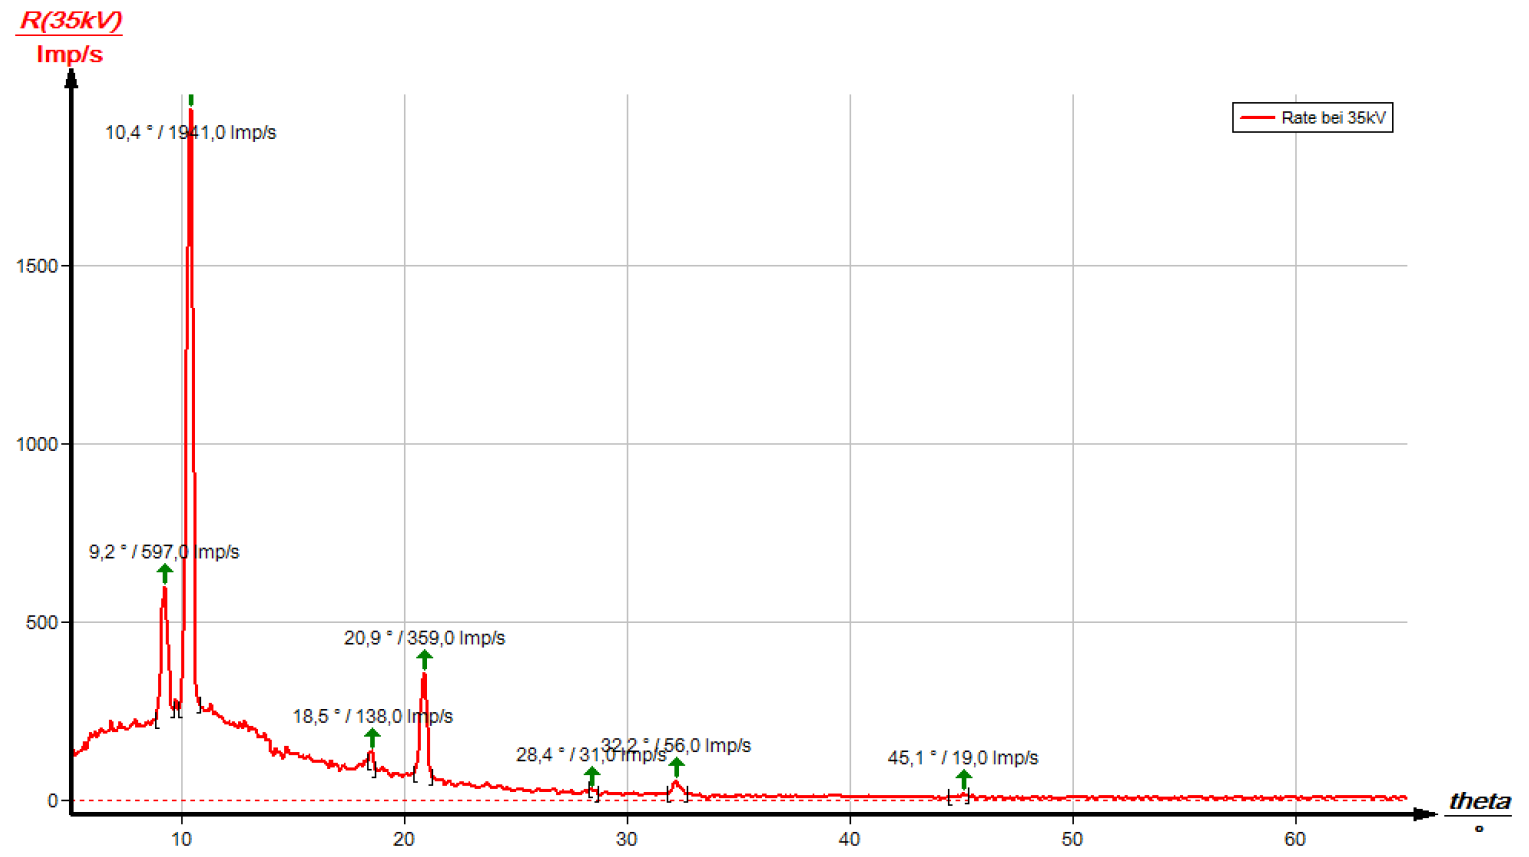 R(35kV)
Imp/s
Rate bei 35kV
10,4 ° / 1941,0 Imp/s
1500
1000
9,2 ° / 597,0 Imp/s
500
20,9 ° / 359,0 Imp/s
18,5 ° / 138,0 Imp/s
28,4 ° / 31,0 Imp/s
32,2 ° / 56,0 Imp/s
45,1 ° / 19,0 Imp/s
0
theta
°
10
20
30
40
50
60